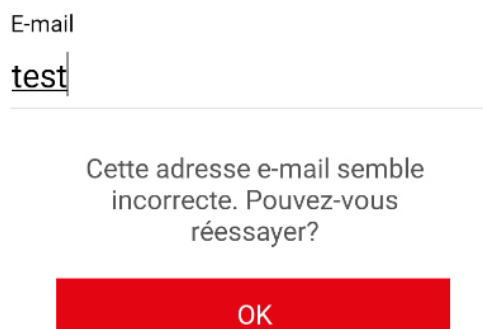 E-mail
test
Cette adresse e-mail semble
incorrecte. Pouvez-vous
réessayer?
OK